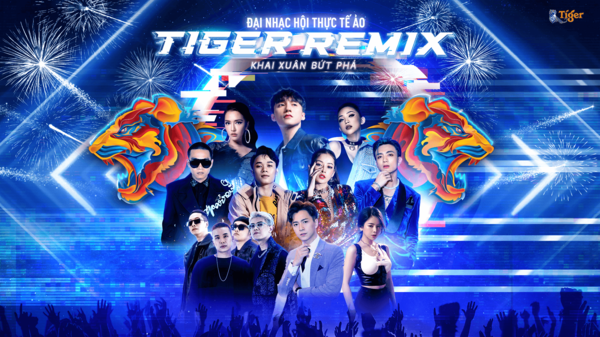 ĐẠI NHẠC HỘI THỰC TẾ ẢO
TIGER REMIX
KHAI XUÂN BỨT PHÁ
Tiger